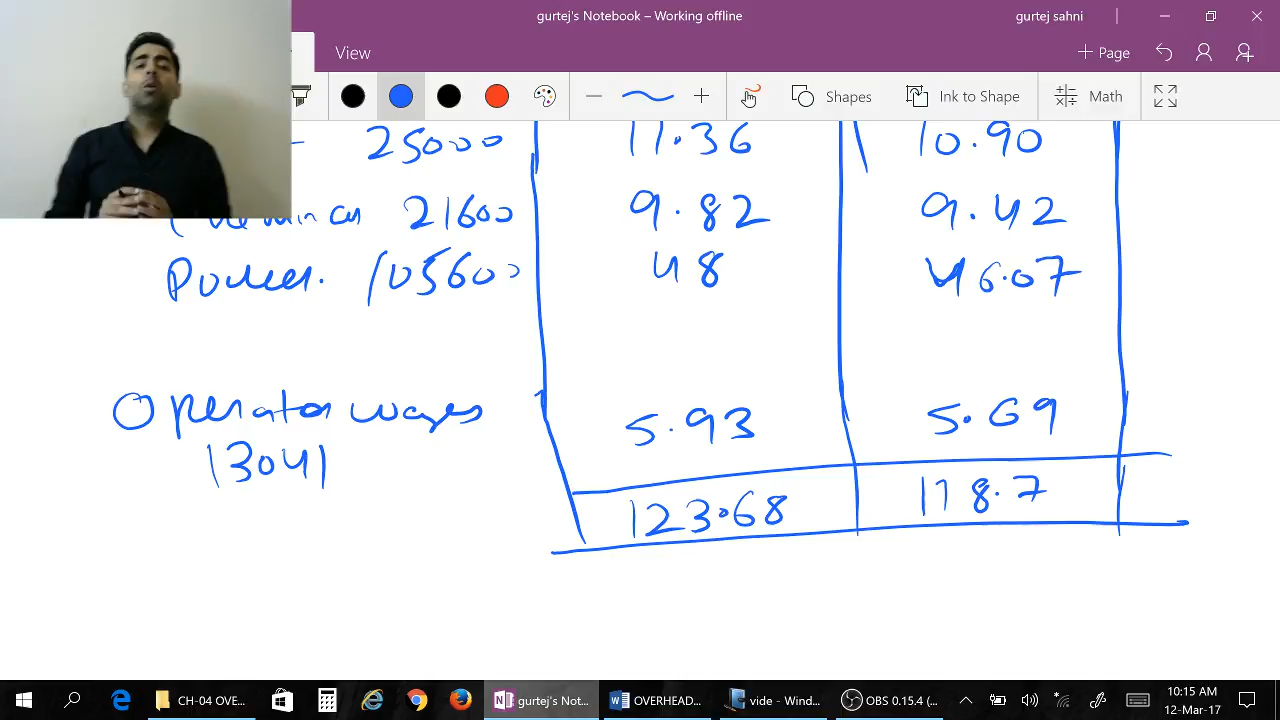 gurtej's Notebook – Working offline
gurtej sahni
View
+ Page
Shapes
Ink to Shape
Math
25000 11.36 10.90
21600 9.82 9.42
Power. 105600 48 46.07
Operator wages 5.93 5.69
13041
123.68 118.7
CH-04 OVE...
gurtej's Not...
OVERHEAD...
vide - Wind...
OBS 0.15.4 (...
10:15 AM
12-Mar-17